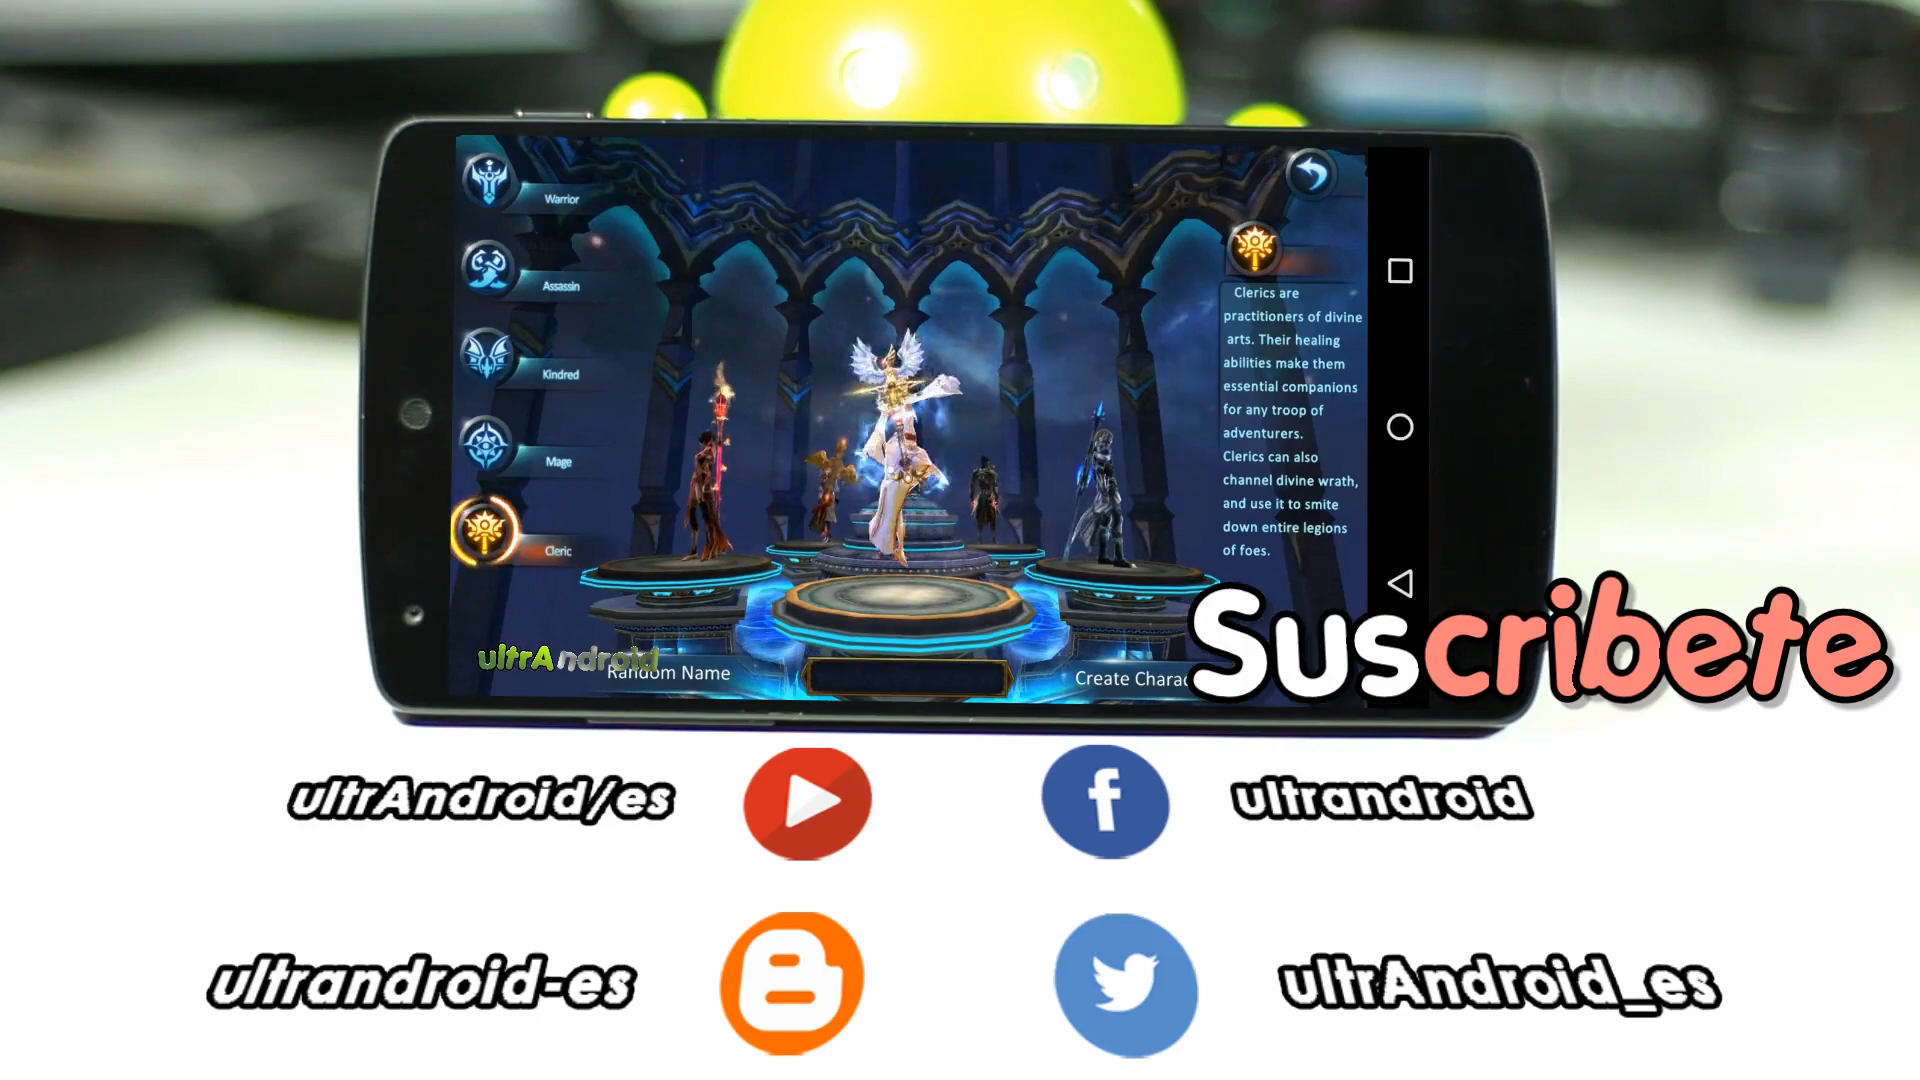 Warrior
Assassin
Kindred
Mage
Cleric
Clerics are
practitioners of divine
arts. Their healing
abilities make them
essential companions
for any troop of
adventurers.
Clerics can also
channel divine wrath,
and use it to smite
down entire legions
of foes.
ultrAndroid
Random Name
Create Charac
Suscribete
ultrAndroid/es
ultrandroid
ultrandroid-es
ultrAndroid_es